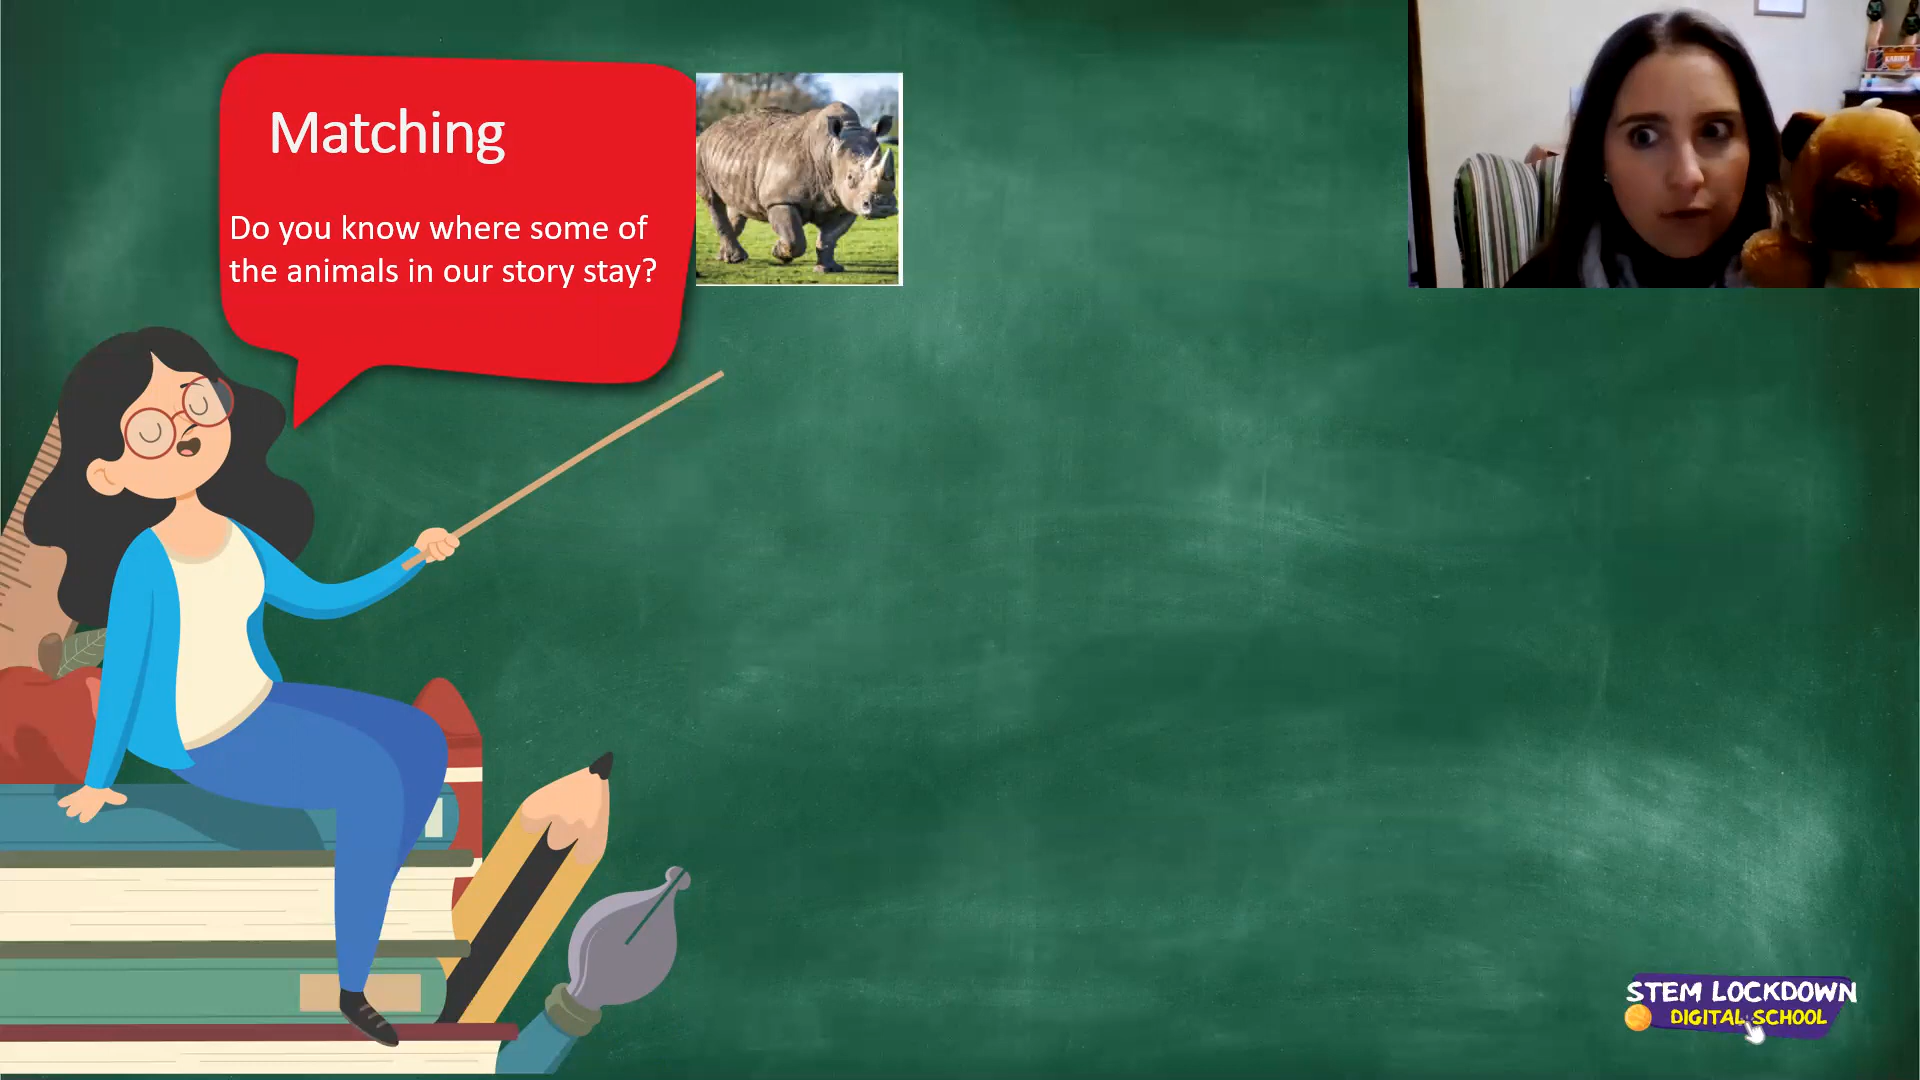 Matching
Do you know where some of
the animals in our story stay?
STEM LOCKDOWN
DIGITAL SCHOOL